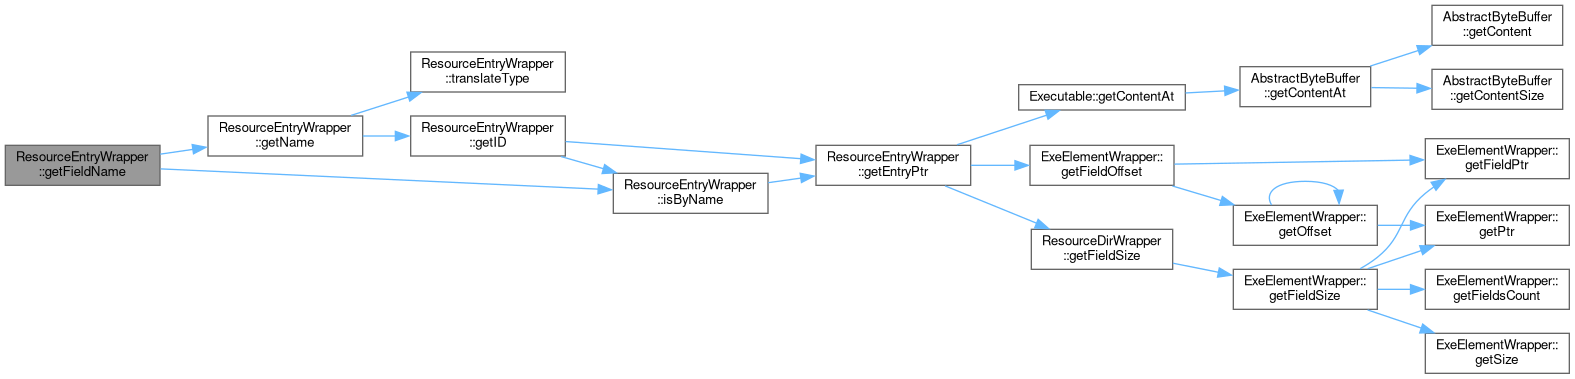 ResourceEntryWrapper
::getFieldName
ResourceEntryWrapper
::getName
ResourceEntryWrapper
::translateType
ResourceEntryWrapper
::getID
ResourceEntryWrapper
::isByName
ResourceEntryWrapper
::getEntryPtr
Executable::getContentAt
ExeElementWrapper::
getFieldOffset
ResourceDirWrapper
::getFieldSize
AbstractByteBuffer
::getContentAt
ExeElementWrapper::
getOffset
ExeElementWrapper::
getFieldSize
AbstractByteBuffer
::getContent
AbstractByteBuffer
::getContentSize
ExeElementWrapper::
getFieldPtr
ExeElementWrapper::
getPtr
ExeElementWrapper::
getFieldsCount
ExeElementWrapper::
getSize